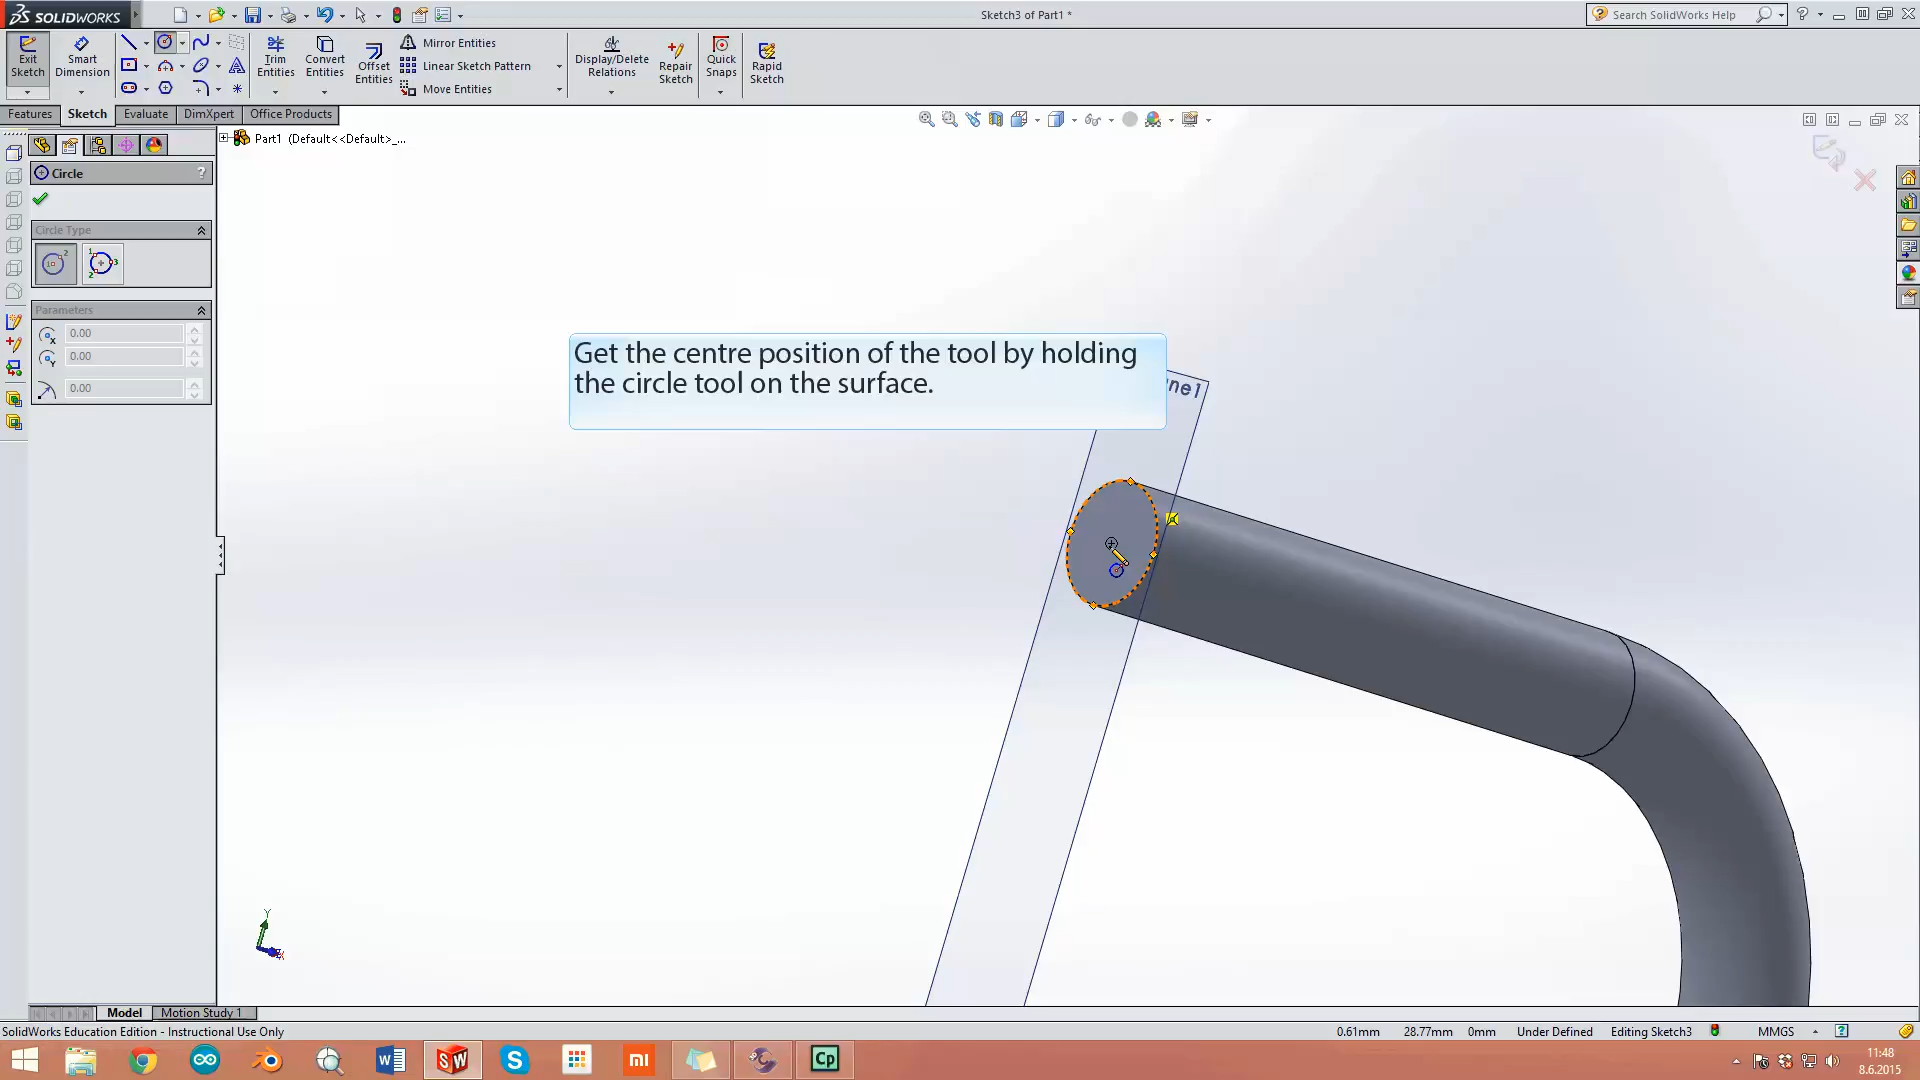 SOLIDWORKS
Sketch3 of Part1 *
Search SolidWorks Help
Exit Sketch
Smart Dimension
Trim Entities
Convert Entities
Offset Entities
Mirror Entities
Linear Sketch Pattern
Move Entities
Display/Delete Relations
Repair Sketch
Quick Snaps
Rapid Sketch
Features
Sketch
Evaluate
DimXpert
Office Products
Part1 (Default<<Default>_...
Circle
?
Circle Type
Parameters
0.00
0.00
0.00
Get the centre position of the tool by holding
the circle tool on the surface.
ne1
Y
X
Model
Motion Study 1
SolidWorks Education Edition - Instructional Use Only
0.61mm
28.77mm
0mm
Under Defined
Editing Sketch3
MMGS
?
W
SW
S
mi
Cp
11:48
8.6.2015